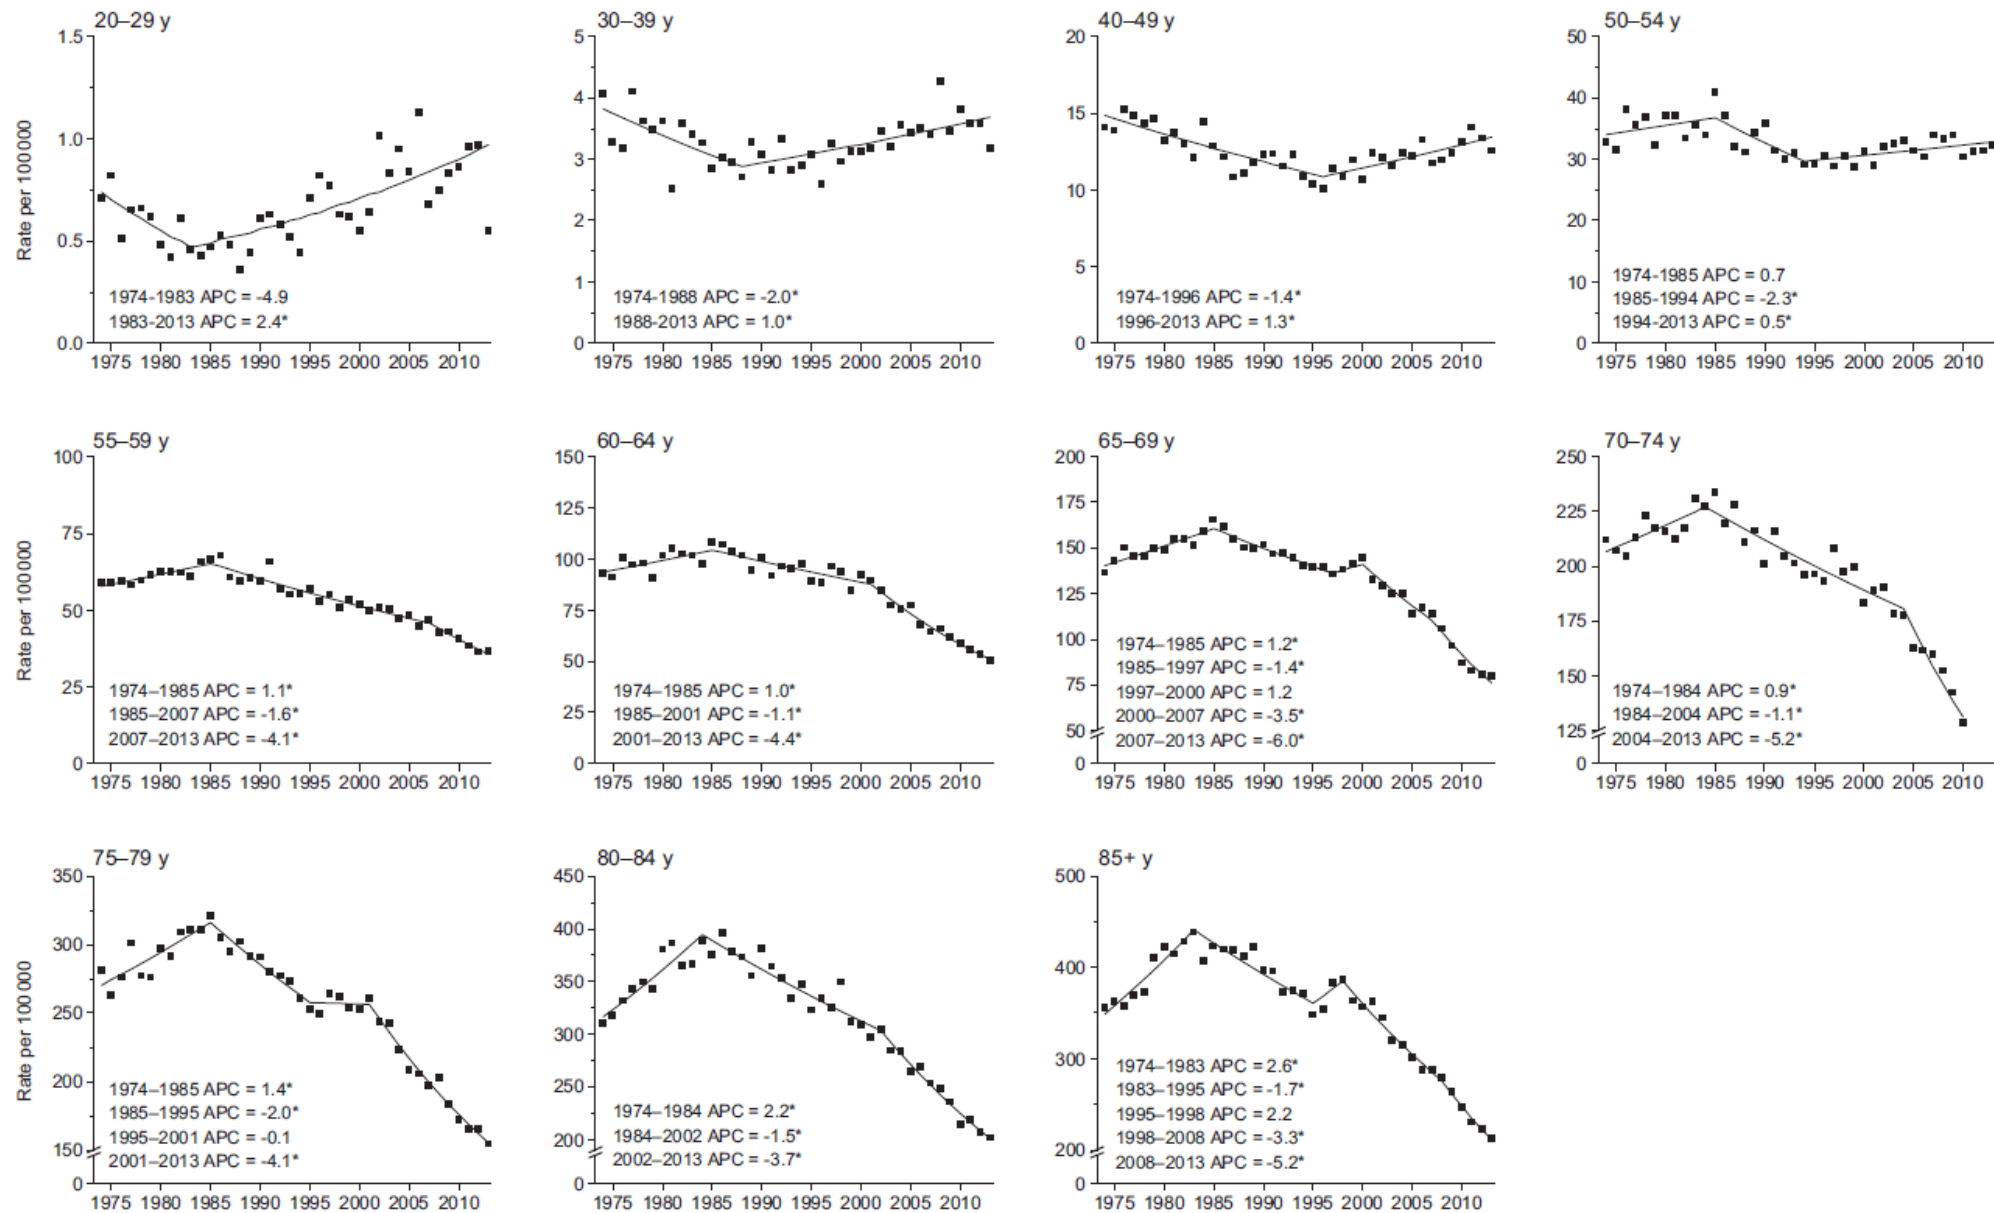 20–29 y
1.5
1.0
0.5
0.0
Rate per 100 000
1974-1983 APC = -4.9
1983-2013 APC = 2.4*
1975 1980 1985 1990 1995 2000 2005 2010
30–39 y
5
4
3
2
1
0
1974-1988 APC = -2.0*
1988-2013 APC = 1.0*
1975 1980 1985 1990 1995 2000 2005 2010
40–49 y
20
15
10
5
0
1974-1996 APC = -1.4*
1996-2013 APC = 1.3*
1975 1980 1985 1990 1995 2000 2005 2010
50–54 y
50
40
30
20
10
0
1974-1985 APC = 0.7
1985-1994 APC = -2.3*
1994-2013 APC = 0.5*
1975 1980 1985 1990 1995 2000 2005 2010
55–59 y
100
75
50
25
0
Rate per 100 000
1974–1985 APC = 1.1*
1985–2007 APC = -1.6*
2007–2013 APC = -4.1*
1975 1980 1985 1990 1995 2000 2005 2010
60–64 y
150
125
100
75
50
25
0
1974–1985 APC = 1.0*
1985–2001 APC = -1.1*
2001–2013 APC = -4.4*
1975 1980 1985 1990 1995 2000 2005 2010
65–69 y
200
175
150
125
100
75
50
0
1974–1985 APC = 1.2*
1985–1997 APC = -1.4*
1997–2000 APC = 1.2
2000–2007 APC = -3.5*
2007–2013 APC = -6.0*
1975 1980 1985 1990 1995 2000 2005 2010
70–74 y
250
225
200
175
150
125
0
1974–1984 APC = 0.9*
1984–2004 APC = -1.1*
2004–2013 APC = -5.2*
1975 1980 1985 1990 1995 2000 2005 2010
75–79 y
350
300
250
200
150
0
Rate per 100 000
1974–1985 APC = 1.4*
1985–1995 APC = -2.0*
1995–2001 APC = -0.1
2001–2013 APC = -4.1*
1975 1980 1985 1990 1995 2000 2005 2010
80–84 y
450
400
350
300
250
200
0
1974–1984 APC = 2.2*
1984–2002 APC = -1.5*
2002–2013 APC = -3.7*
1975 1980 1985 1990 1995 2000 2005 2010
85+ y
500
400
300
200
0
1974–1983 APC = 2.6*
1983–1995 APC = -1.7*
1995–1998 APC = 2.2
1998–2008 APC = -3.3*
2008–2013 APC = -5.2*
1975 1980 1985 1990 1995 2000 2005 2010